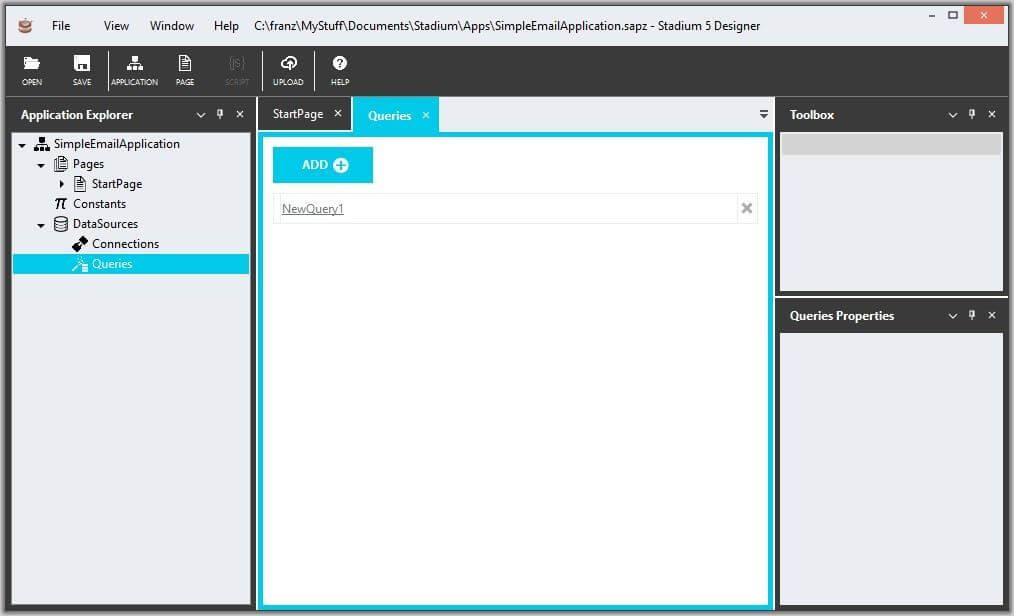 File View Window Help C:\franz\MyStuff\Documents\Stadium\Apps\SimpleEmailApplication.sapz - Stadium 5 Designer
OPEN SAVE APPLICATION PAGE SCRIPT UPLOAD HELP
Application Explorer
SimpleEmailApplication
Pages
StartPage
Constants
DataSources
Connections
Queries
StartPage Queries
ADD
NewQuery1
Toolbox
Queries Properties